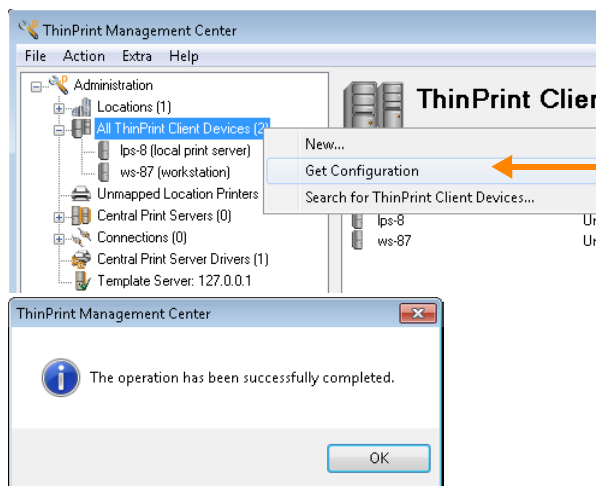 ThinPrint Management Center
File Action Extra Help
Administration
Locations (1)
All ThinPrint Client Devices (2)
lps-8 (local print server)
ws-87 (workstation)
Unmapped Location Printers
Central Print Servers (0)
Connections (0)
Central Print Server Drivers (1)
Template Server: 127.0.0.1
ThinPrint Clier
New...
Get Configuration
Search for ThinPrint Client Devices...
lps-8 Ur
ws-87 Ur
ThinPrint Management Center
The operation has been successfully completed.
OK